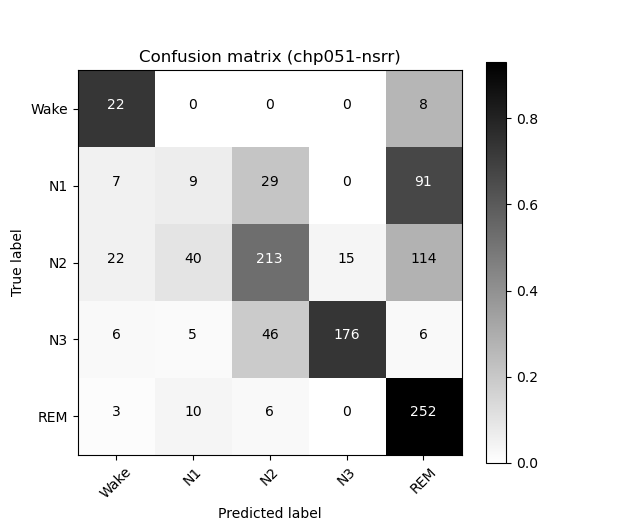 Confusion matrix (chp051-nsrr)
Wake 22 0 0 0 8
N1 7 9 29 0 91
N2 22 40 213 15 114
N3 6 5 46 176 6
REM 3 10 6 0 252
Wake N1 N2 N3 REM
True label
Predicted label
0.8
0.6
0.4
0.2
0.0